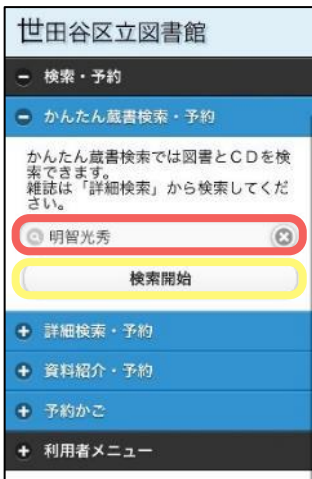 世田谷区立図書館
検索・予約
かんたん蔵書検索・予約
かんたん蔵書検索では図書とＣＤを検
索できます。
雑誌は「詳細検索」から検索してくだ
さい。
明智光秀
検索開始
詳細検索・予約
資料紹介・予約
予約かご
利用者メニュー